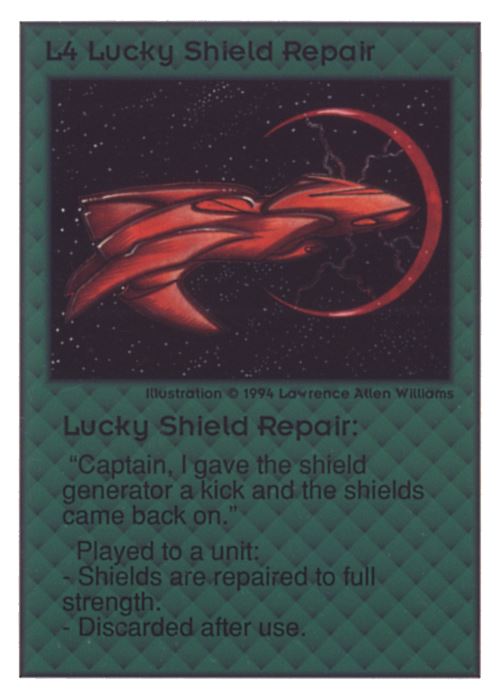 L4 Lucky Shield Repair
Illustration © 1994 Lawrence Allen Williams
Lucky Shield Repair:
“Captain, I gave the shield
generator a kick and the shields
came back on.”
Played to a unit:
- Shields are repaired to full
strength.
- Discarded after use.